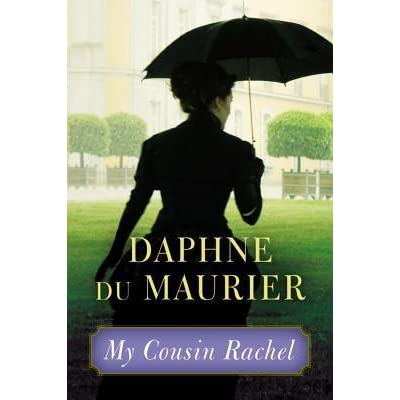 DAPHNE
DU MAURIER
My Cousin Rachel